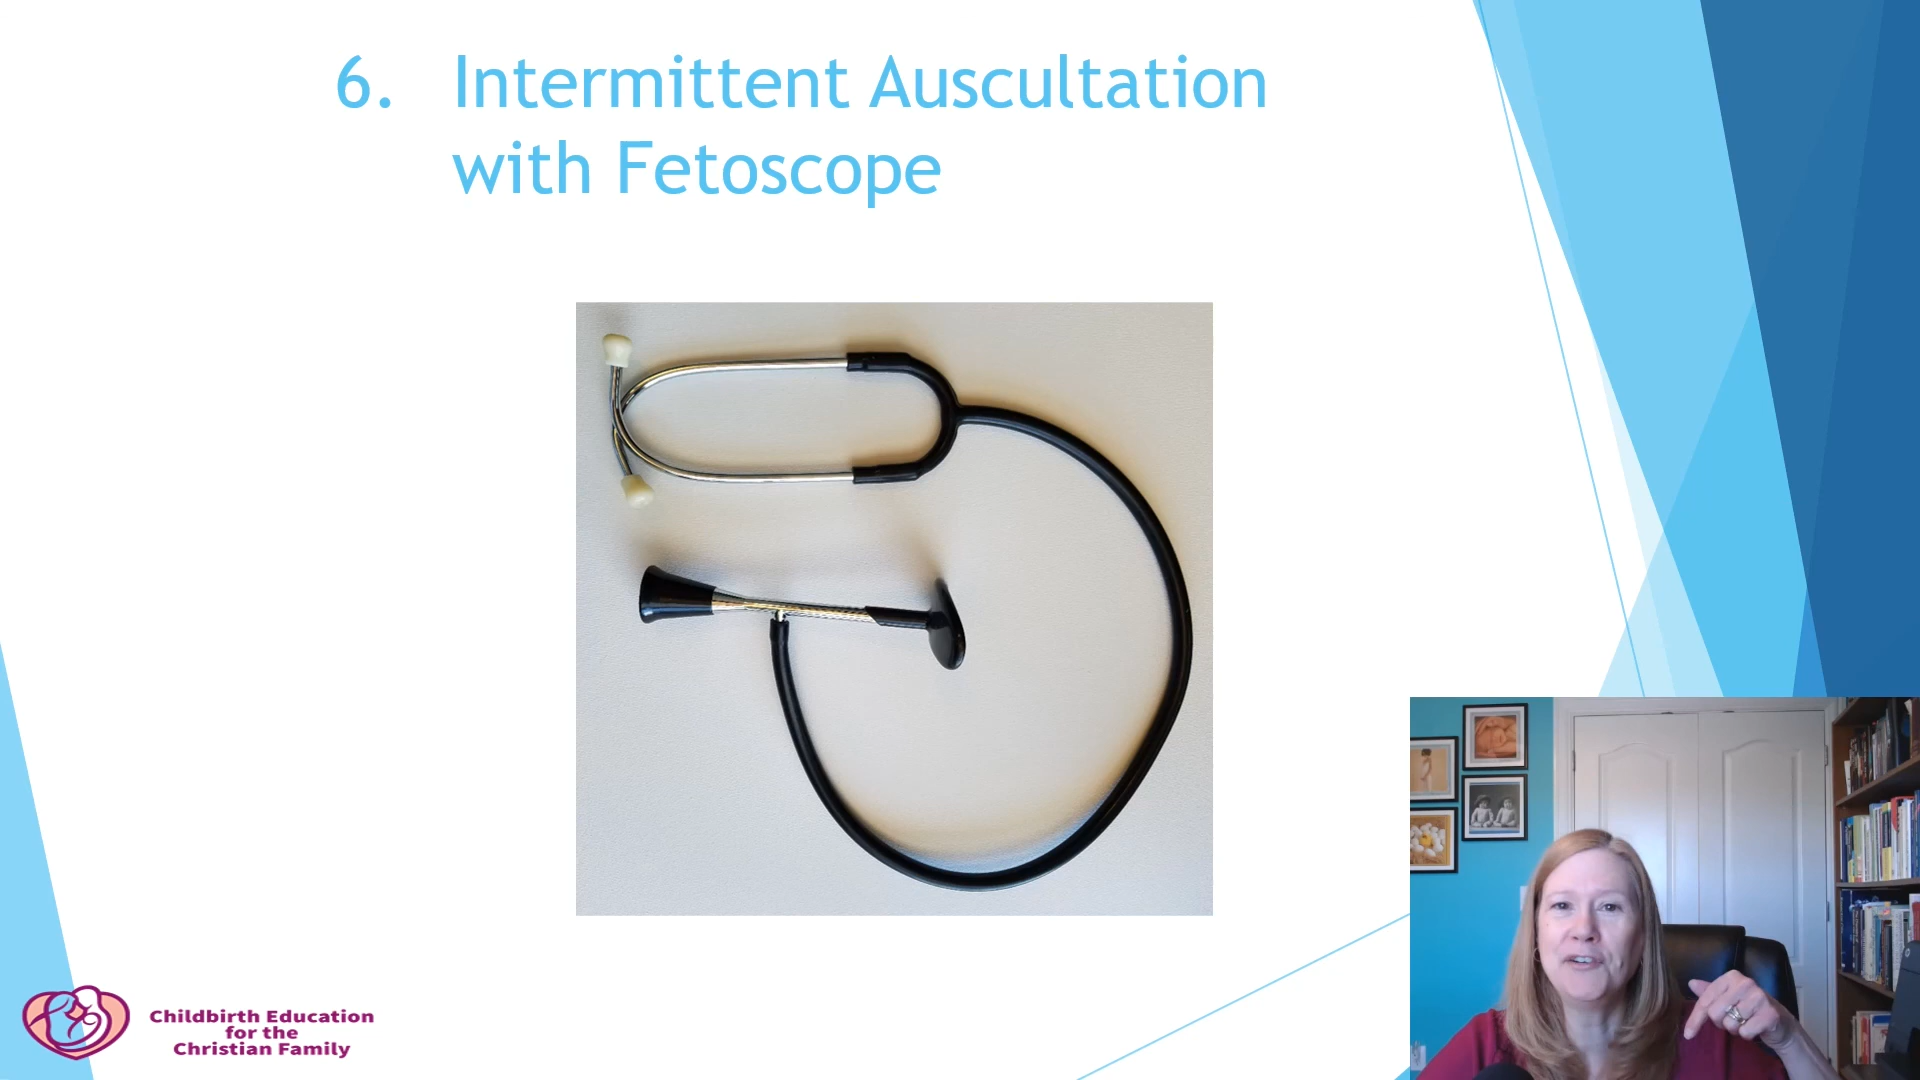 6. Intermittent Auscultation
with Fetoscope
Childbirth Education
for the
Christian Family